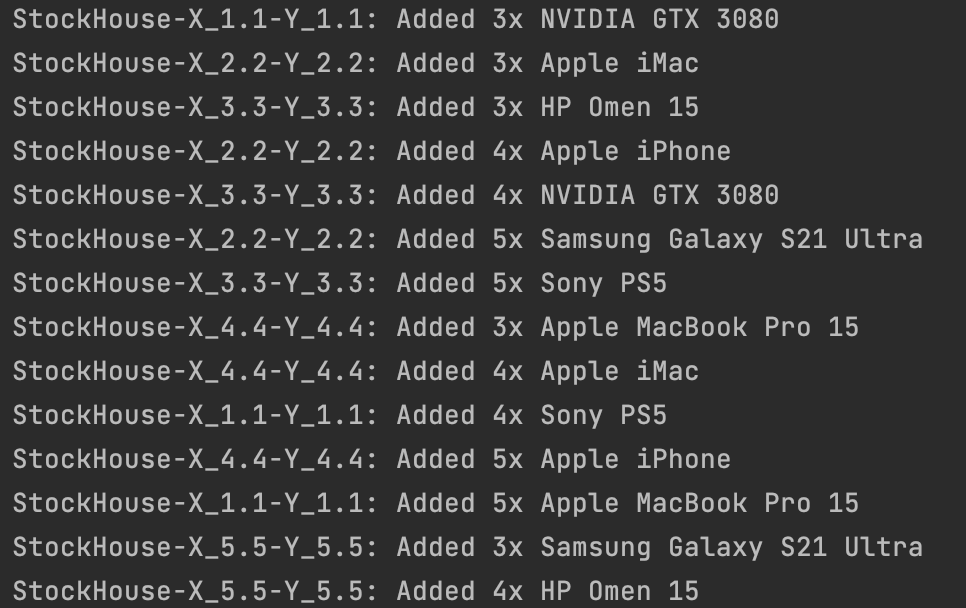 StockHouse-X_1.1-Y_1.1: Added 3x NVIDIA GTX 3080
StockHouse-X_2.2-Y_2.2: Added 3x Apple iMac
StockHouse-X_3.3-Y_3.3: Added 3x HP Omen 15
StockHouse-X_2.2-Y_2.2: Added 4x Apple iPhone
StockHouse-X_3.3-Y_3.3: Added 4x NVIDIA GTX 3080
StockHouse-X_2.2-Y_2.2: Added 5x Samsung Galaxy S21 Ultra
StockHouse-X_3.3-Y_3.3: Added 5x Sony PS5
StockHouse-X_4.4-Y_4.4: Added 3x Apple MacBook Pro 15
StockHouse-X_4.4-Y_4.4: Added 4x Apple iMac
StockHouse-X_1.1-Y_1.1: Added 4x Sony PS5
StockHouse-X_4.4-Y_4.4: Added 5x Apple iPhone
StockHouse-X_1.1-Y_1.1: Added 5x Apple MacBook Pro 15
StockHouse-X_5.5-Y_5.5: Added 3x Samsung Galaxy S21 Ultra
StockHouse-X_5.5-Y_5.5: Added 4x HP Omen 15